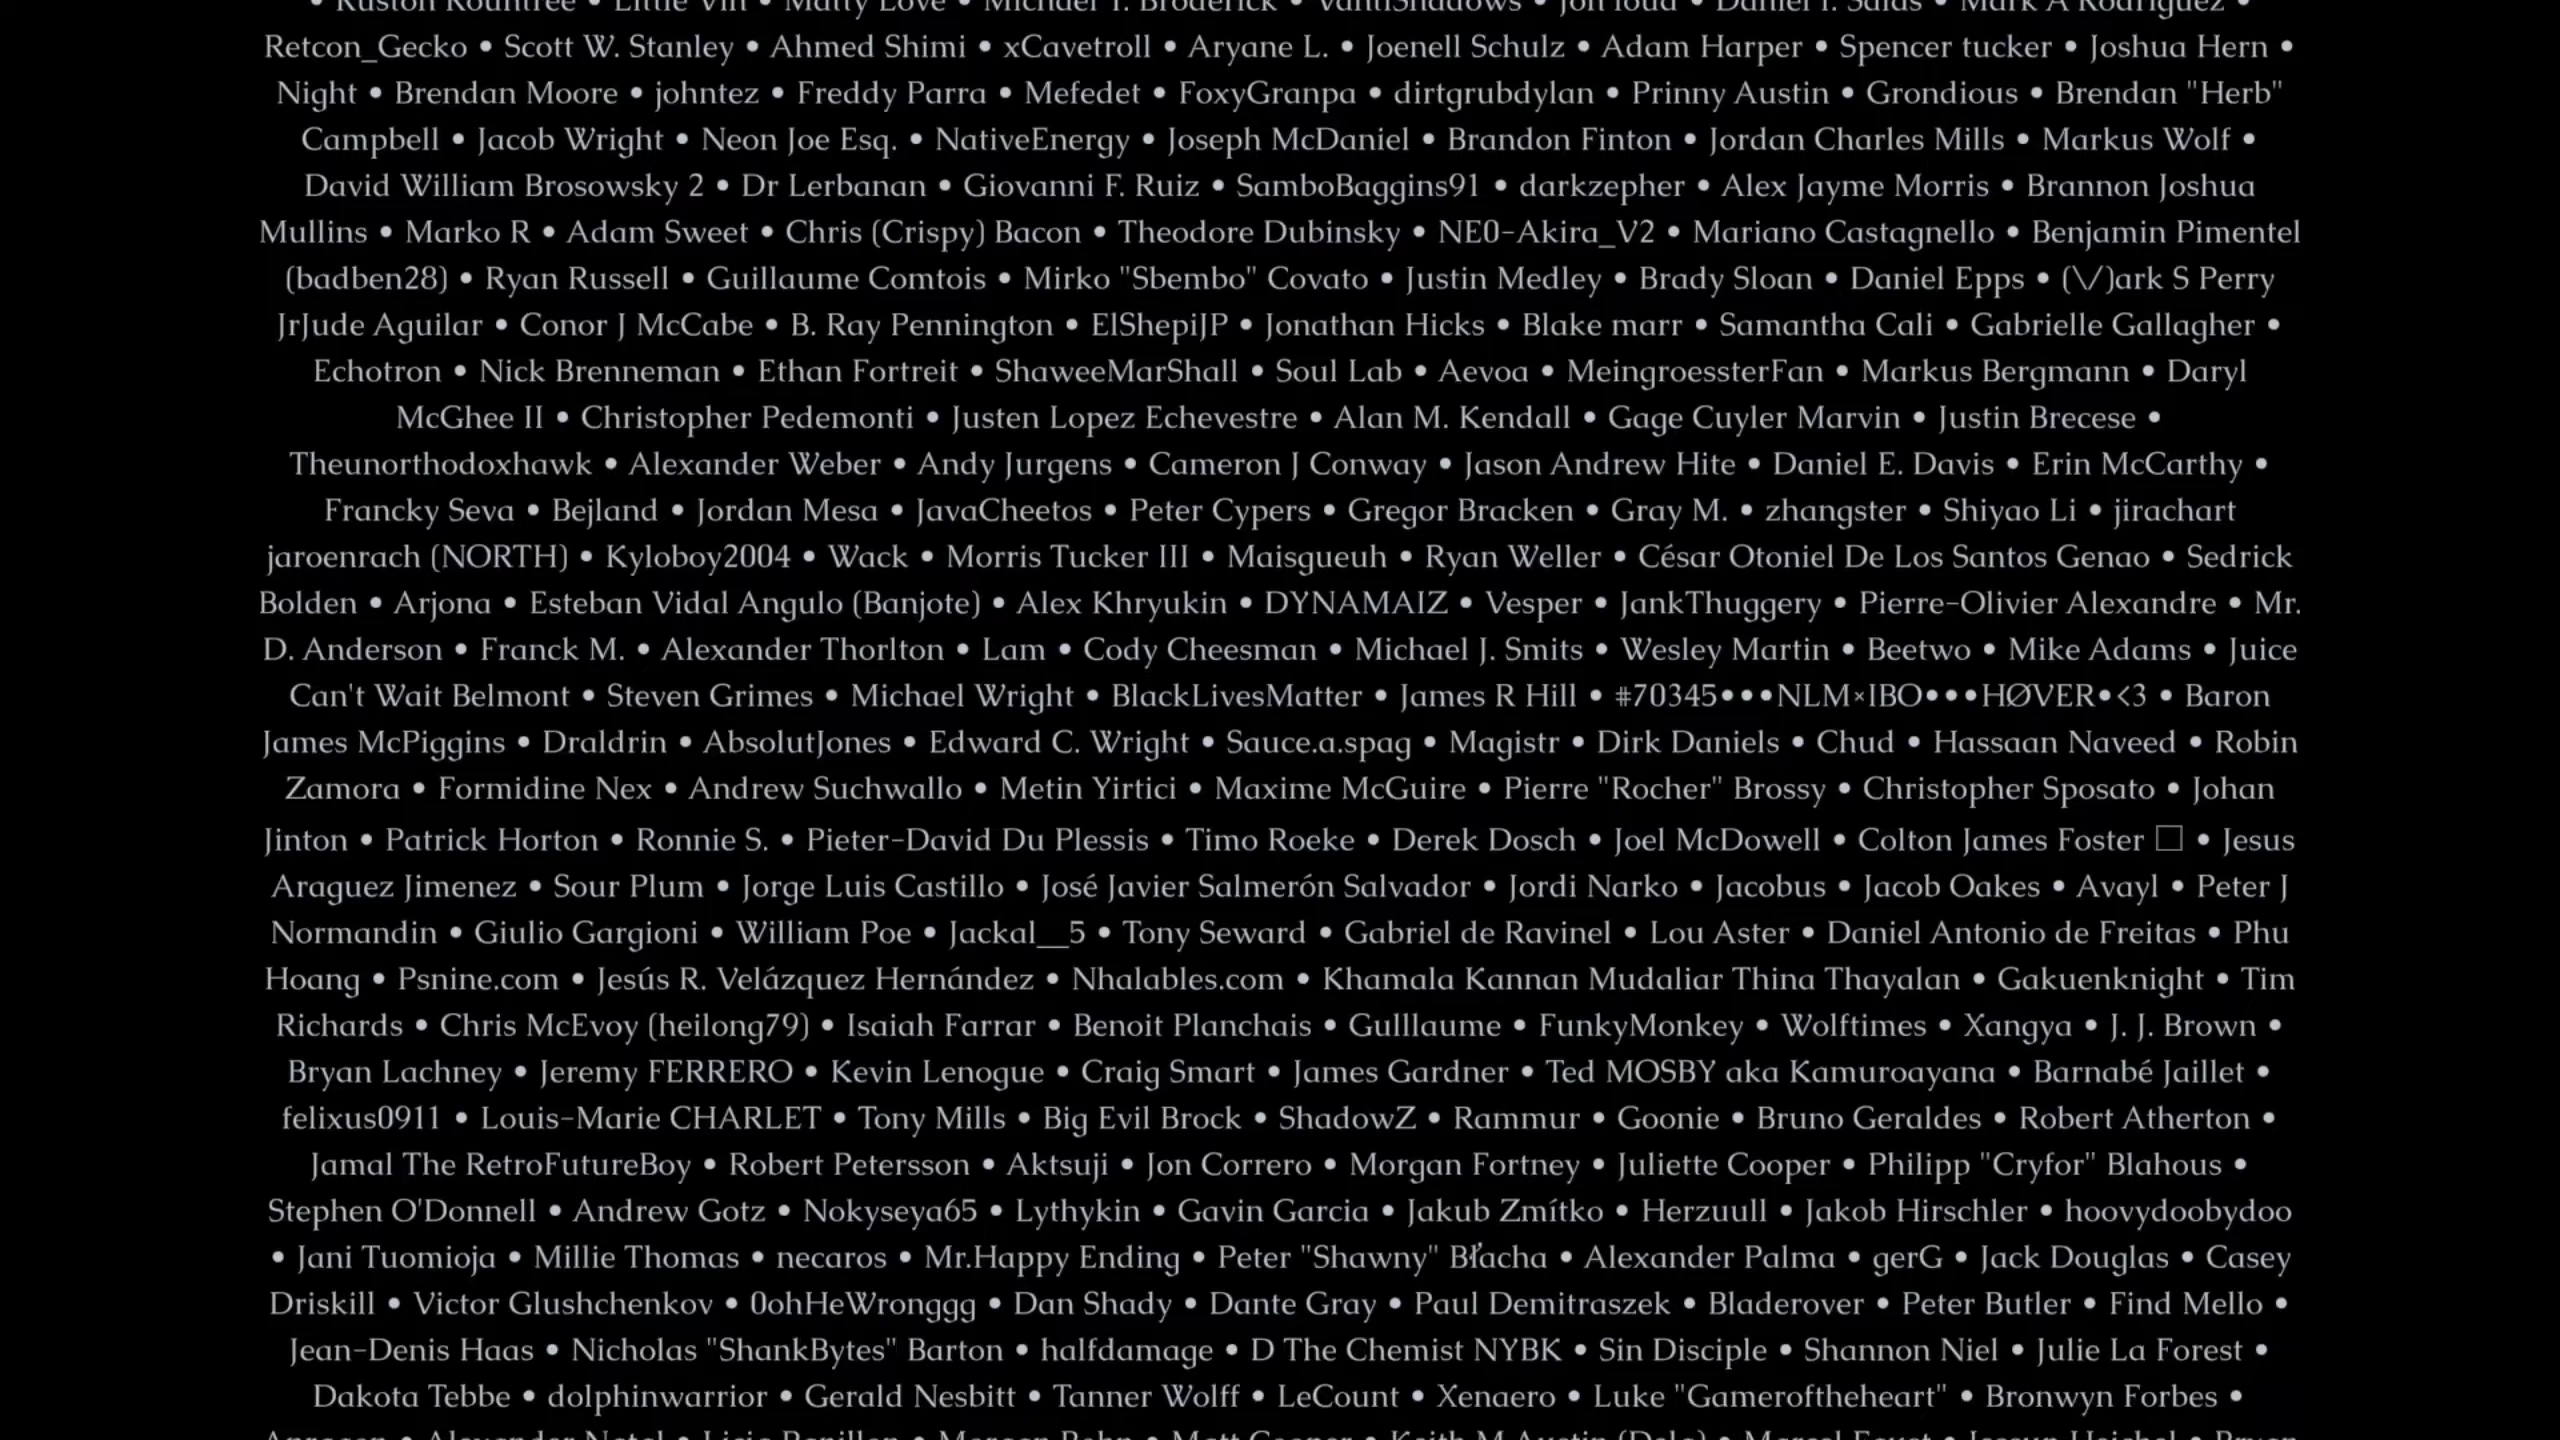 • Ruston Rountree • Little Vin • Matty Love • Michael T. Broderick • VantiShadows • Jon loud • Daniel I. Salas • Mark A Rodriguez •
Retcon_Gecko • Scott W. Stanley • Ahmed Shimi • xCavetroll • Aryane L. • Joenell Schulz • Adam Harper • Spencer tucker • Joshua Hern •
Night • Brendan Moore • johntez • Freddy Parra • Mefedet • FoxyGranpa • dirtgrubdylan • Prinny Austin • Grondious • Brendan "Herb"
Campbell • Jacob Wright • Neon Joe Esq. • NativeEnergy • Joseph McDaniel • Brandon Finton • Jordan Charles Mills • Markus Wolf •
David William Brosowsky 2 • Dr Lerbanan • Giovanni F. Ruiz • SamboBaggins91 • darkzepher • Alex Jayme Morris • Brannon Joshua
Mullins • Marko R • Adam Sweet • Chris (Crispy) Bacon • Theodore Dubinsky • NE0-Akira_V2 • Mariano Castagnello • Benjamin Pimentel
(badben28) • Ryan Russell • Guillaume Comtois • Mirko "Sbembo" Covato • Justin Medley • Brady Sloan • Daniel Epps • (\/)ark S Perry
JrJude Aguilar • Conor J McCabe • B. Ray Pennington • ElShepiJP • Jonathan Hicks • Blake marr • Samantha Cali • Gabrielle Gallagher •
Echotron • Nick Brenneman • Ethan Fortreit • ShaweeMarShall • Soul Lab • Aevoa • MeingroessterFan • Markus Bergmann • Daryl
McGhee II • Christopher Pedemonti • Justen Lopez Echevestre • Alan M. Kendall • Gage Cuyler Marvin • Justin Brecese •
Theunorthodoxhawk • Alexander Weber • Andy Jurgens • Cameron J Conway • Jason Andrew Hite • Daniel E. Davis • Erin McCarthy •
Francky Seva • Bejland • Jordan Mesa • JavaCheetos • Peter Cypers • Gregor Bracken • Gray M. • zhangster • Shiyao Li • jirachart
jaroenrach (NORTH) • Kyloboy2004 • Wack • Morris Tucker III • Maisgueuh • Ryan Weller • César Otoniel De Los Santos Genao • Sedrick
Bolden • Arjona • Esteban Vidal Angulo (Banjote) • Alex Khryukin • DYNAMAIZ • Vesper • JankThuggery • Pierre-Olivier Alexandre • Mr.
D. Anderson • Franck M. • Alexander Thorlton • Lam • Cody Cheesman • Michael J. Smits • Wesley Martin • Beetwo • Mike Adams • Juice
Can't Wait Belmont • Steven Grimes • Michael Wright • BlackLivesMatter • James R Hill • #70345•••NLM×IBO•••HØVER•<3 • Baron
James McPiggins • Draldrin • AbsolutJones • Edward C. Wright • Sauce.a.spag • Magistr • Dirk Daniels • Chud • Hassaan Naveed • Robin
Zamora • Formidine Nex • Andrew Suchwallo • Metin Yirtici • Maxime McGuire • Pierre "Rocher" Brossy • Christopher Sposato • Johan
Jinton • Patrick Horton • Ronnie S. • Pieter-David Du Plessis • Timo Roeke • Derek Dosch • Joel McDowell • Colton James Foster □ • Jesus
Araguez Jimenez • Sour Plum • Jorge Luis Castillo • José Javier Salmerón Salvador • Jordi Narko • Jacobus • Jacob Oakes • Avayl • Peter J
Normandin • Giulio Gargioni • William Poe • Jackal__5 • Tony Seward • Gabriel de Ravinel • Lou Aster • Daniel Antonio de Freitas • Phu
Hoang • Psnine.com • Jesús R. Velázquez Hernández • Nhalables.com • Khamala Kannan Mudaliar Thina Thayalan • Gakuenknight • Tim
Richards • Chris McEvoy (heilong79) • Isaiah Farrar • Benoit Planchais • Gulllaume • FunkyMonkey • Wolftimes • Xangya • J. J. Brown •
Bryan Lachney • Jeremy FERRERO • Kevin Lenogue • Craig Smart • James Gardner • Ted MOSBY aka Kamuroayana • Barnabé Jaillet •
felixus0911 • Louis-Marie CHARLET • Tony Mills • Big Evil Brock • ShadowZ • Rammur • Goonie • Bruno Geraldes • Robert Atherton •
Jamal The RetroFutureBoy • Robert Petersson • Aktsuji • Jon Correro • Morgan Fortney • Juliette Cooper • Philipp "Cryfor" Blahous •
Stephen O'Donnell • Andrew Gotz • Nokyseya65 • Lythykin • Gavin Garcia • Jakub Zmítko • Herzuull • Jakob Hirschler • hoovydoobydoo
• Jani Tuomioja • Millie Thomas • necaros • Mr.Happy Ending • Peter "Shawny" Błacha • Alexander Palma • gerG • Jack Douglas • Casey
Driskill • Victor Glushchenkov • 0ohHeWronggg • Dan Shady • Dante Gray • Paul Demitraszek • Bladerover • Peter Butler • Find Mello •
Jean-Denis Haas • Nicholas "ShankBytes" Barton • halfdamage • D The Chemist NYBK • Sin Disciple • Shannon Niel • Julie La Forest •
Dakota Tebbe • dolphinwarrior • Gerald Nesbitt • Tanner Wolff • LeCount • Xenaero • Luke "Gameroftheheart" • Bronwyn Forbes •